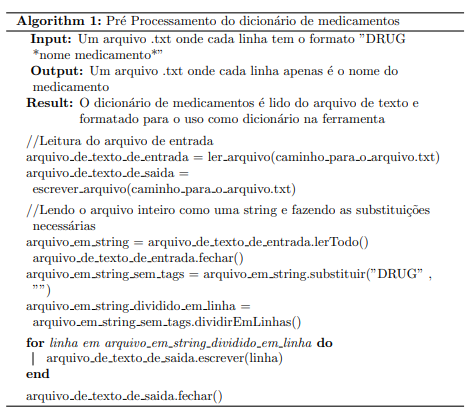 Algorithm 1: Pré Processamento do dicionário de medicamentos
Input: Um arquivo .txt onde cada linha tem o formato ”DRUG
*nome medicamento*”
Output: Um arquivo .txt onde cada linha apenas é o nome do
medicamento
Result: O dicionário de medicamentos é lido do arquivo de texto e
formatado para o uso como dicionário na ferramenta
//Leitura do arquivo de entrada
arquivo_de_texto_de_entrada = ler_arquivo(caminho_para_o_arquivo.txt)
arquivo_de_texto_de_saida =
escrever_arquivo(caminho_para_o_arquivo.txt)
//Lendo o arquivo inteiro como uma string e fazendo as substituições
necessárias
arquivo_em_string = arquivo_de_texto_de_entrada.lerTodo()
arquivo_de_texto_de_entrada.fechar()
arquivo_em_string_sem_tags = arquivo_em_string.substituir(”DRUG” ,
””)
arquivo_em_string_dividido_em_linha =
arquivo_em_string_sem_tags.dividirEmLinhas()
for linha em arquivo_em_string_dividido_em_linha do
arquivo_de_texto_de_saida.escrever(linha)
end
arquivo_de_texto_de_saida.fechar()